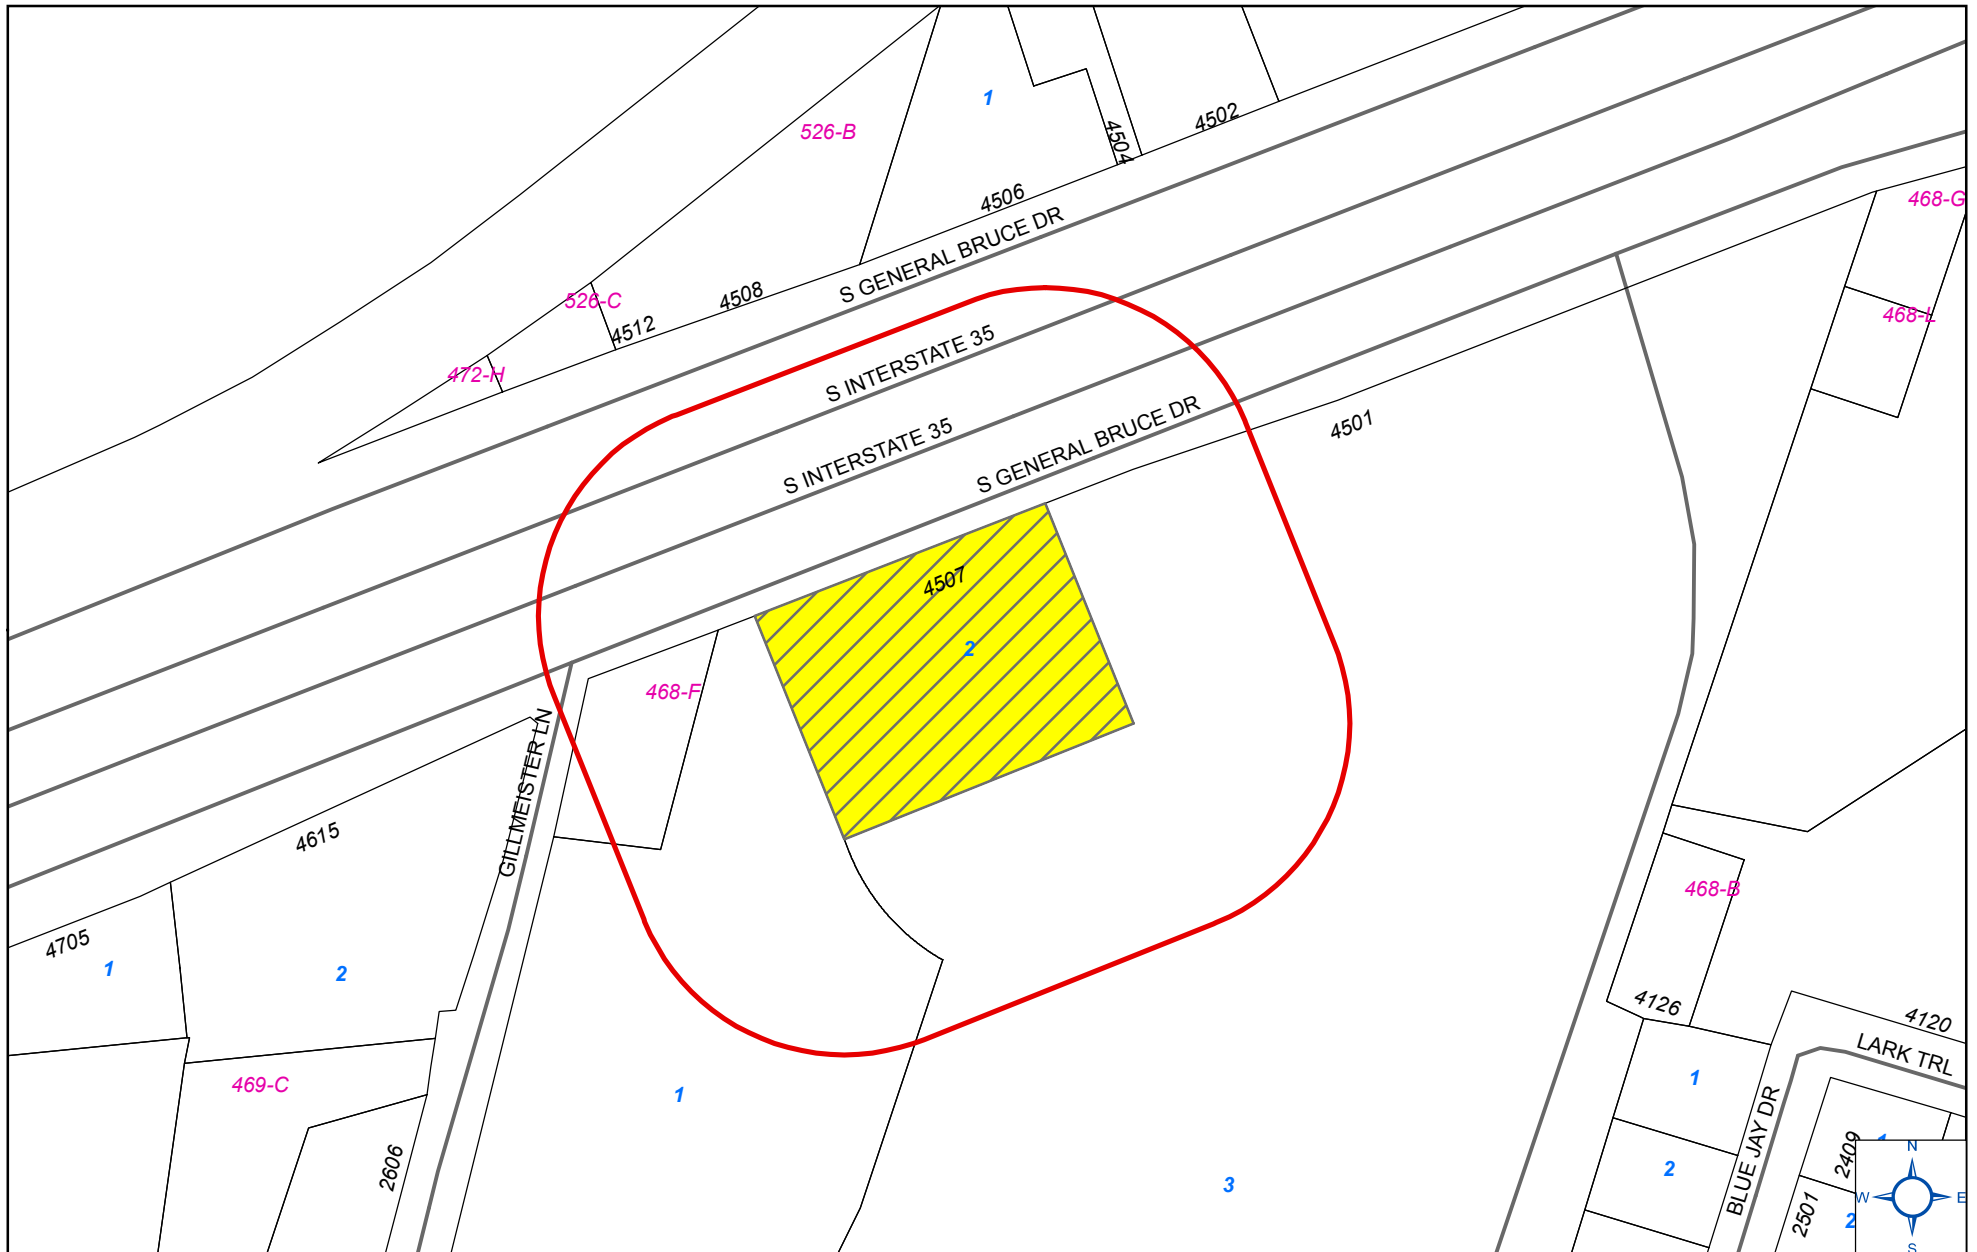 1
526-B
4504
4502
4506
468-G
S GENERAL BRUCE DR
526-C
4508
468-L
4512
S INTERSTATE 35
472-H
S GENERAL BRUCE DR
4501
S INTERSTATE 35
4507
2
468-F
GILLMEISTER LN
4615
468-B
4705
1
2
4126
4120
LARK TRL
469-C
1
1
BLUE JAY DR
2409
1
N
2606
2
3
W
E
2501
2
S